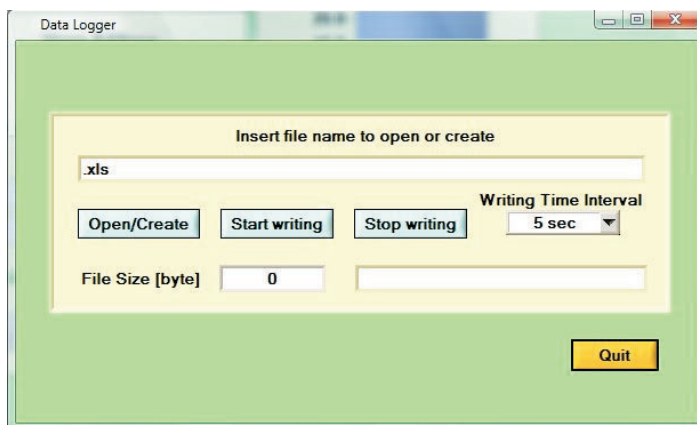 Data Logger
Insert file name to open or create
.xls
Writing Time Interval
Open/Create Start writing Stop writing 5 sec
File Size [byte] 0
Quit